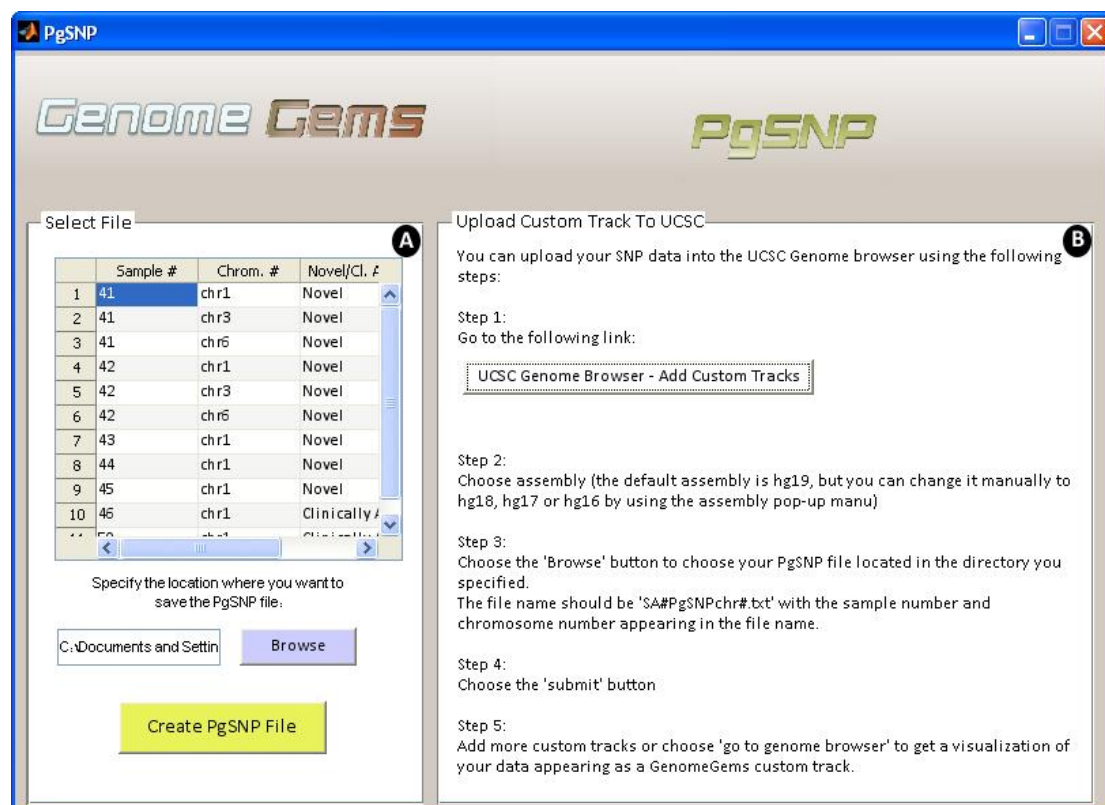 PgSNP
Genome Gems
PgSNP
Select File
A
Sample # Chrom. # Novel/Cl. A
1 41 chr1 Novel
2 41 chr3 Novel
3 41 chr6 Novel
4 42 chr1 Novel
5 42 chr3 Novel
6 42 chr6 Novel
7 43 chr1 Novel
8 44 chr1 Novel
9 45 chr1 Novel
10 46 chr1 Clinically A
Specify the location where you want to
save the PgSNP file:
C:\Documents and Settin
Browse
Create PgSNP File
Upload Custom Track To UCSC
B
You can upload your SNP data into the UCSC Genome browser using the following
steps:
Step 1:
Go to the following link:
UCSC Genome Browser - Add Custom Tracks
Step 2:
Choose assembly (the default assembly is hg19, but you can change it manually to
hg18, hg17 or hg16 by using the assembly pop-up manu)
Step 3:
Choose the 'Browse' button to choose your PgSNP file located in the directory you
specified.
The file name should be 'SA#PgSNPchr#.txt' with the sample number and
chromosome number appearing in the file name.
Step 4:
Choose the 'submit' button
Step 5:
Add more custom tracks or choose 'go to genome browser' to get a visualization of
your data appearing as a GenomeGems custom track.